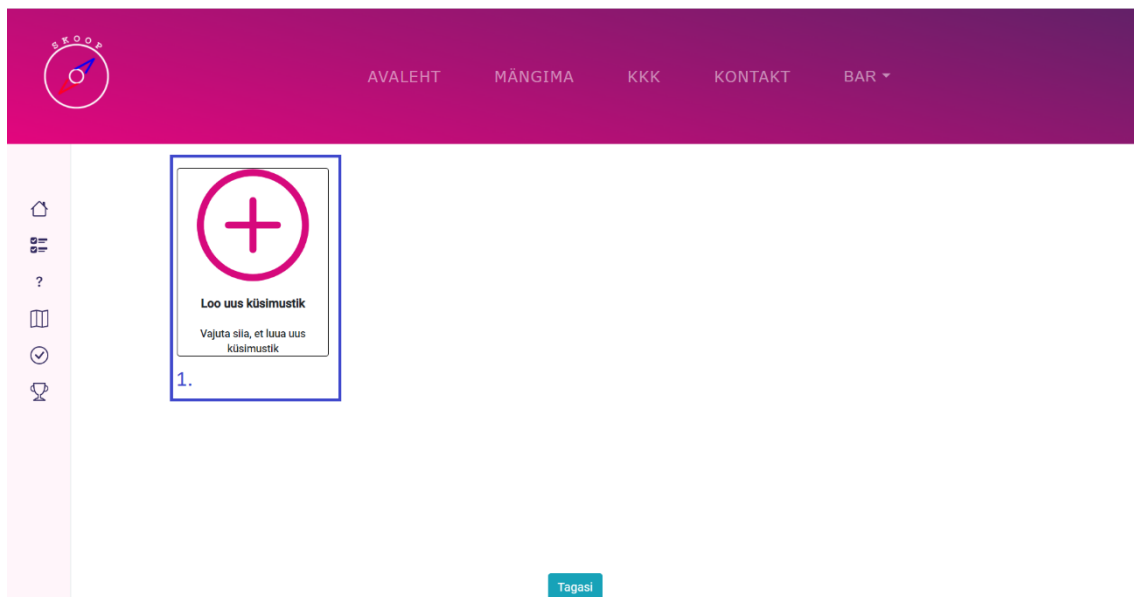 SKOOP
AVALEHT MÄNGIMA KKK KONTAKT BAR
?
Loo uus küsimustik
Vajuta siia, et luua uus
küsimustik
1.
Tagasi